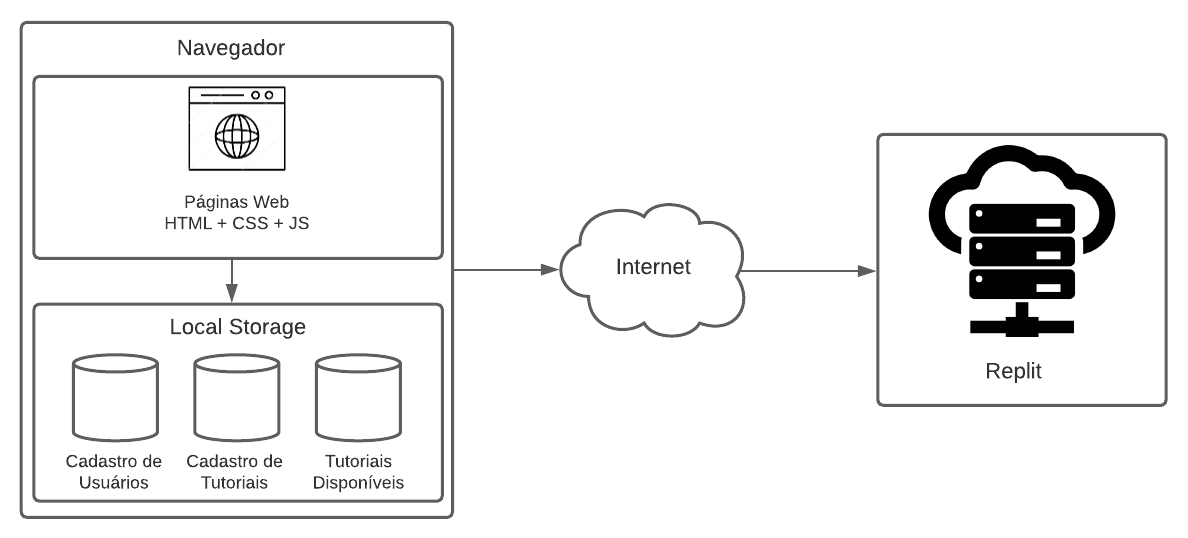 Navegador
Páginas Web
HTML + CSS + JS
Local Storage
Cadastro de
Usuários
Cadastro de
Tutoriais
Tutoriais
Disponíveis
Internet
Replit